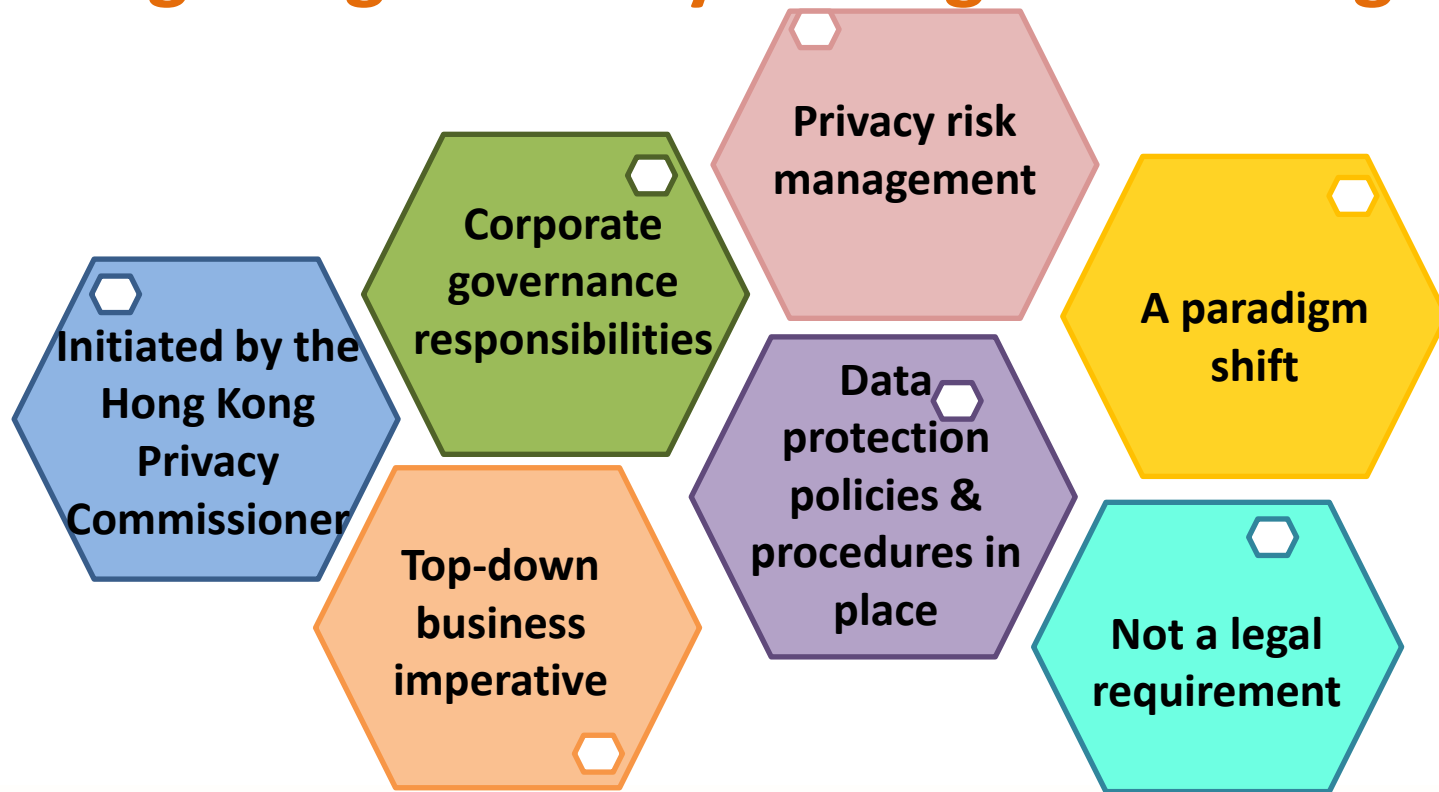 Initiated by the
Hong Kong
Privacy
Commissioner
Corporate
governance
responsibilities
Privacy risk
management
A paradigm
shift
Top-down
business
imperative
Data
protection
policies &
procedures in
place
Not a legal
requirement